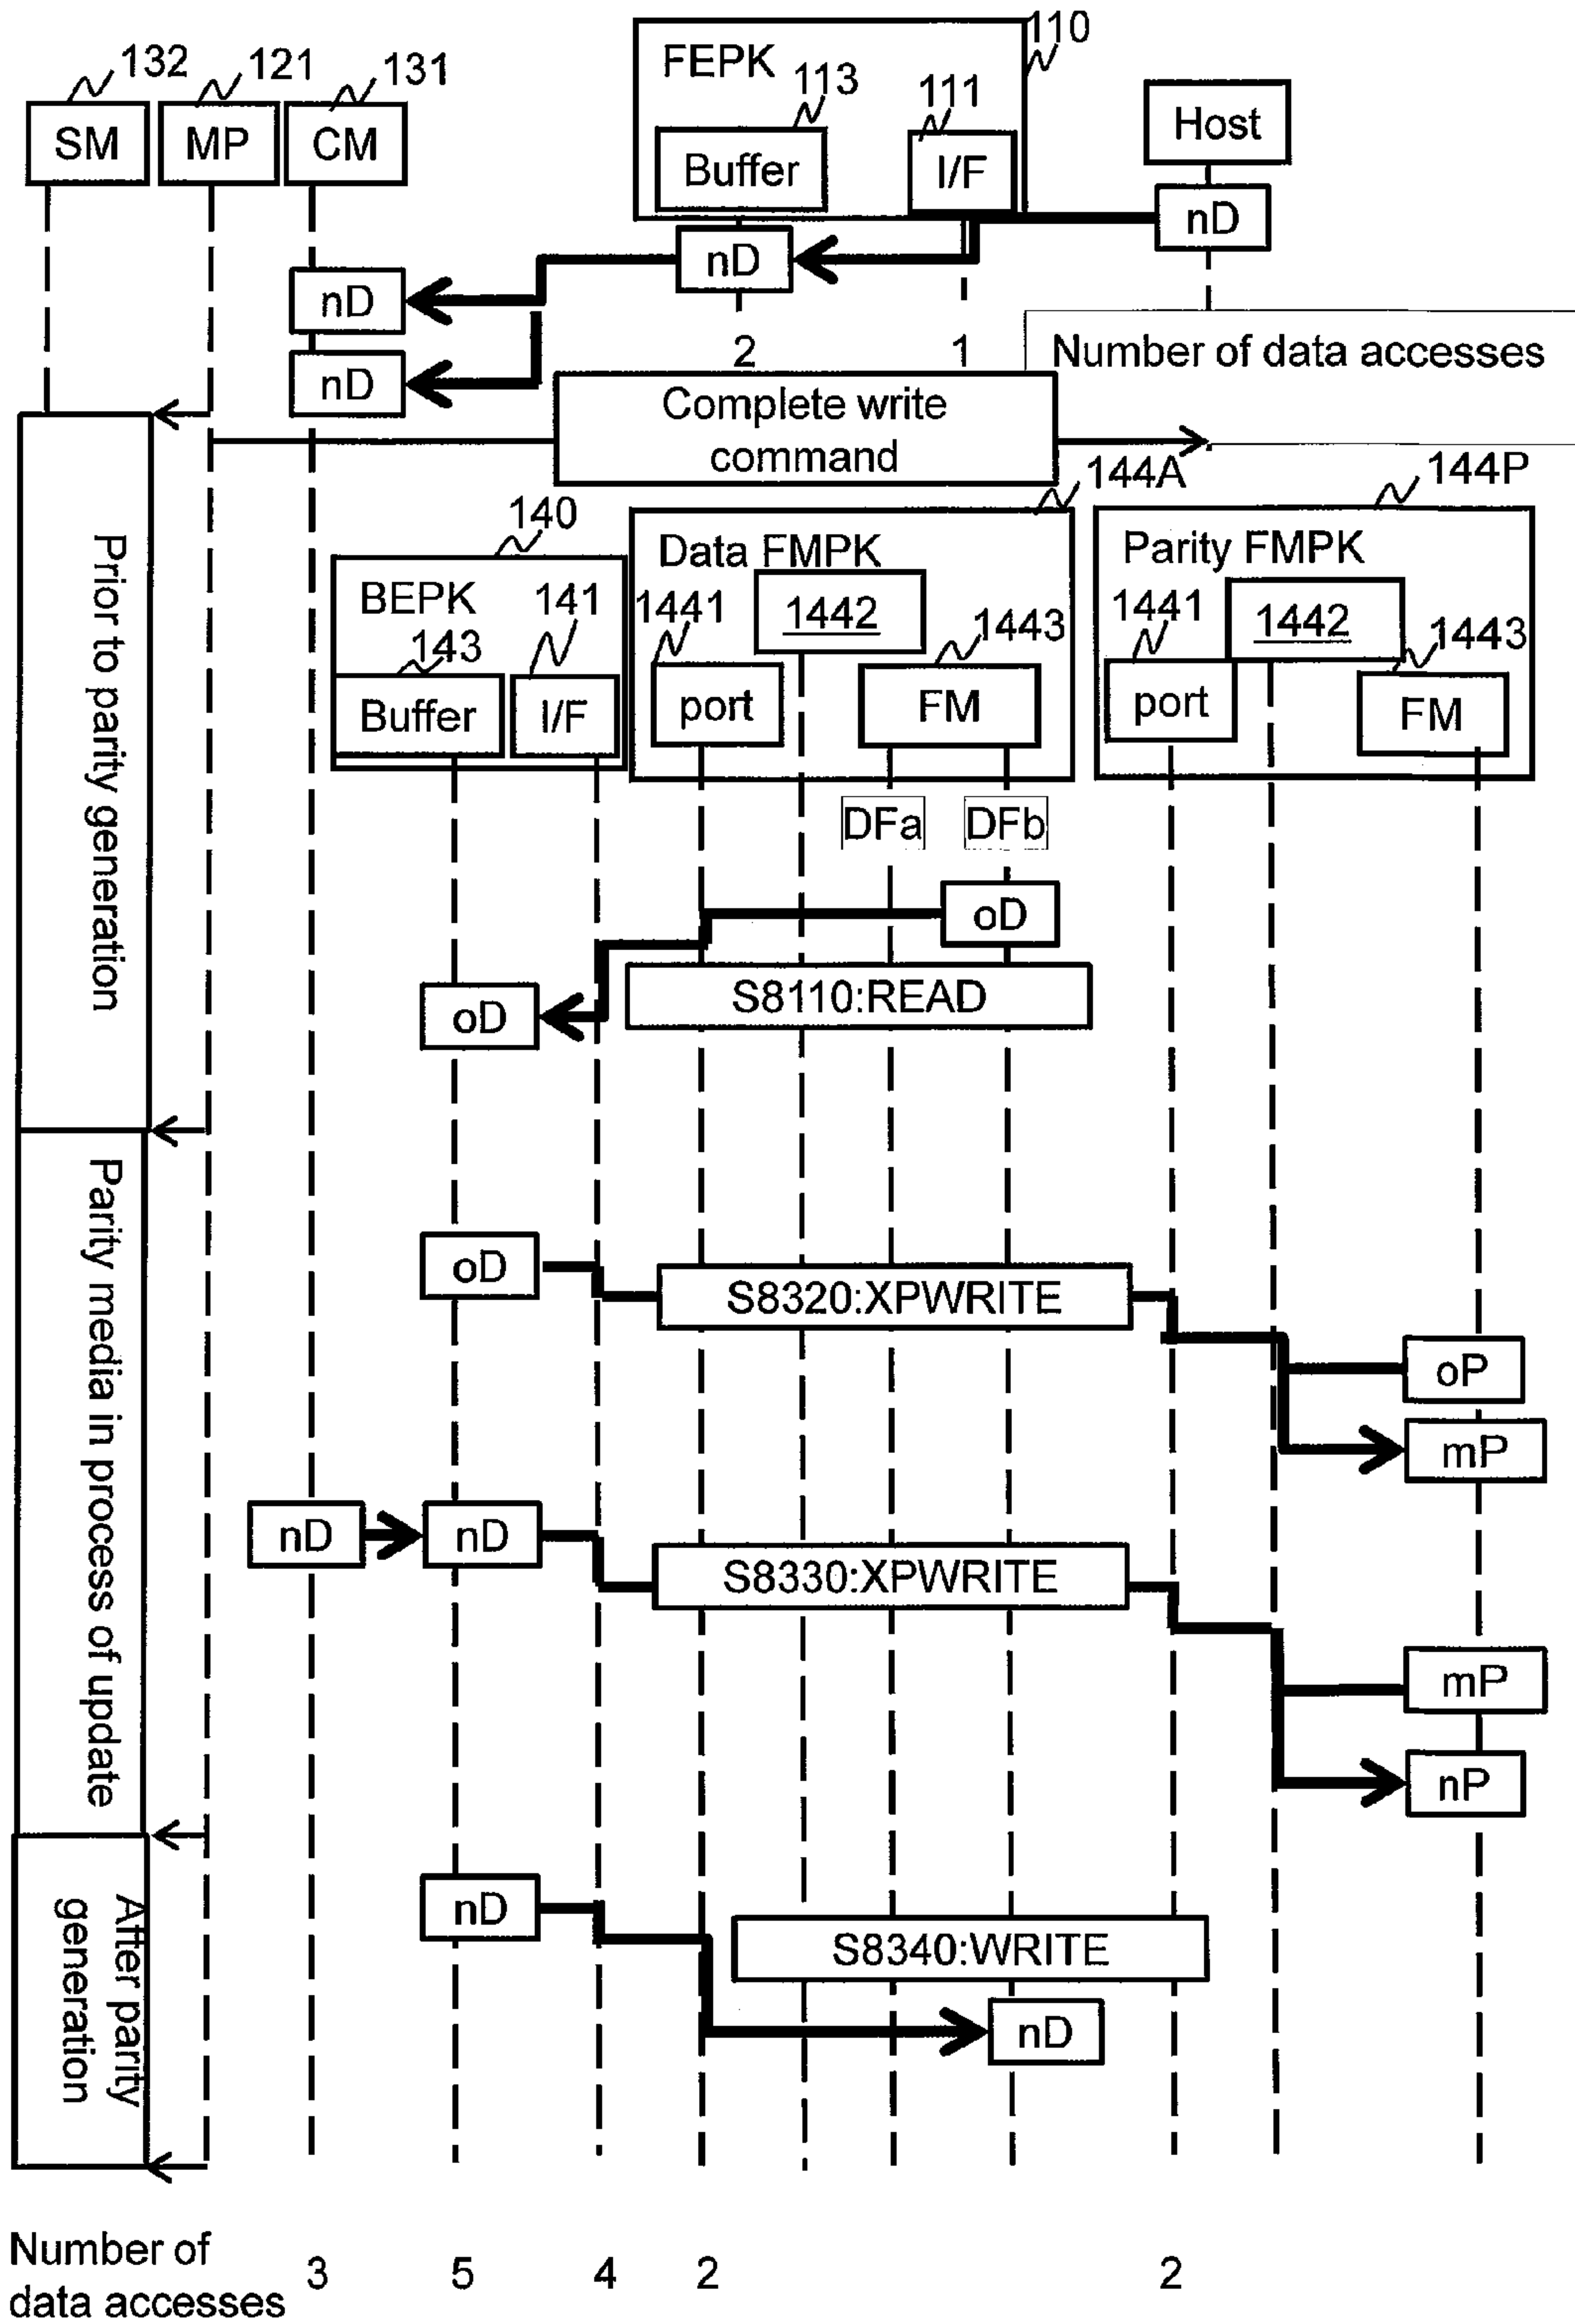 110
132
121
131
FEPK
113
111
SM
MP
CM
Buffer
I/F
Host
nD
nD
nD
nD
2
1
Number of data accesses
Complete write
command
144A
144P
140
Data FMPK
Parity FMPK
BEPK
141
1441
1442
1443
1441
1442
1443
143
Buffer
I/F
port
FM
port
FM
Prior to parity generation
DFa
DFb
oD
S8110:READ
oD
Parity media in process of update
oD
S8320:XPWRITE
oP
mP
nD
nD
S8330:XPWRITE
mP
nP
After parity
generation
nD
S8340:WRITE
nD
Number of
data accesses
3
5
4
2
2